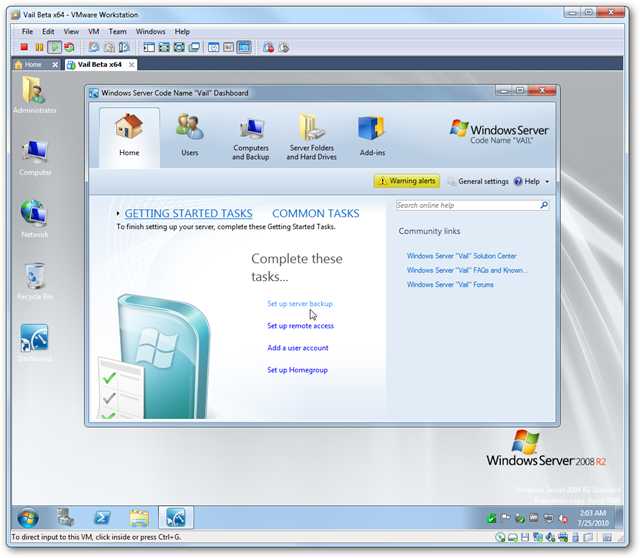 Vail Beta x64 - VMware Workstation
File Edit View VM Team Windows Help
Home Vail Beta x64
Administrator
Computer
Network
Recycle Bin
Dashboard
Windows Server Code Name "Vail" Dashboard
Home
Users
Computers
and Backup
Server Folders
and Hard Drives
Add-ins
Windows Server
Code Name "VAIL"
Warning alerts General settings Help
GETTING STARTED TASKS COMMON TASKS
To finish setting up your server, complete these Getting Started Tasks.
Complete these
tasks...
Set up server backup
Set up remote access
Add a user account
Set up Homegroup
Search online help
Community links
Windows Server "Vail" Solution Center
Windows Server "Vail" FAQs and Known...
Windows Server "Vail" Forums
Windows Server 2008 R2
Windows Server 2008 R2 Standard
2:03 AM
7/25/2010
To direct input to this VM, click inside or press Ctrl+G.